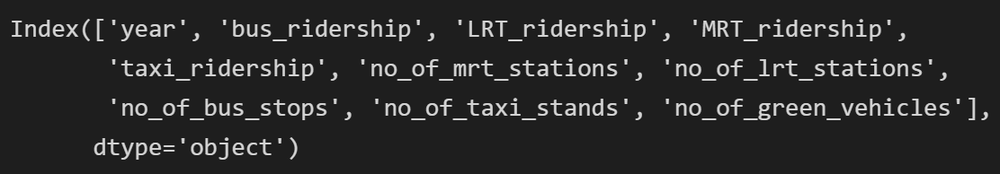 Index(['year', 'bus_ridership', 'LRT_ridership', 'MRT_ridership',
'taxi_ridership', 'no_of_mrt_stations', 'no_of_lrt_stations',
'no_of_bus_stops', 'no_of_taxi_stands', 'no_of_green_vehicles'],
dtype='object')